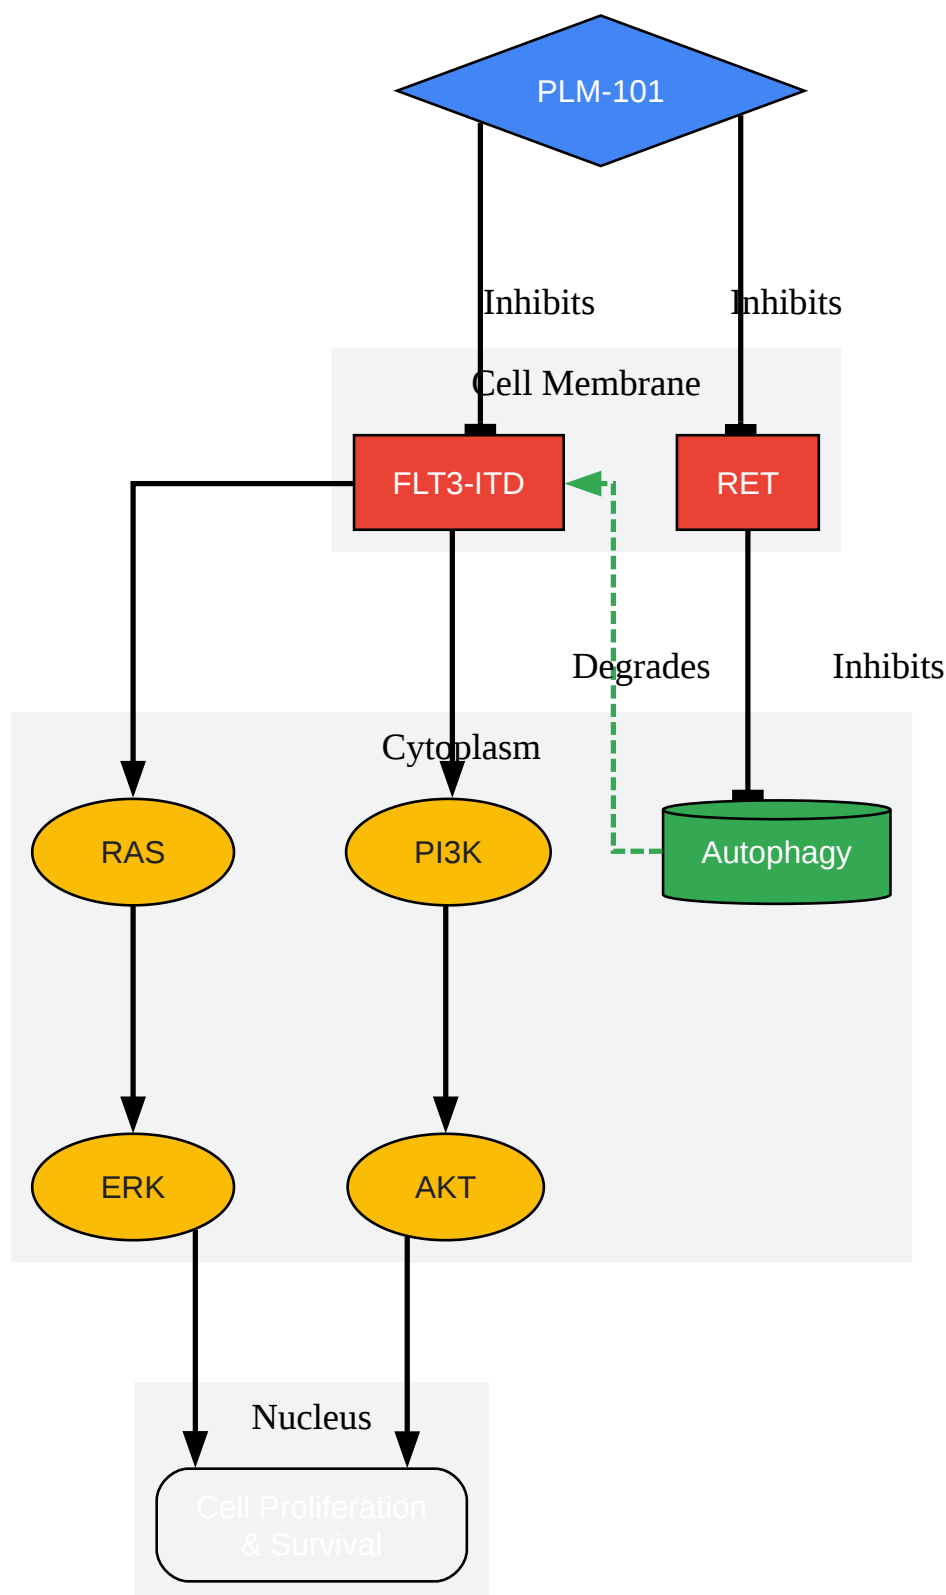 PLM-101
Inhibits
Inhibits
Cell Membrane
FLT3-ITD
RET
Degrades
Inhibits
Cytoplasm
RAS
PI3K
Autophagy
ERK
AKT
Nucleus
Cell Proliferation
& Survival